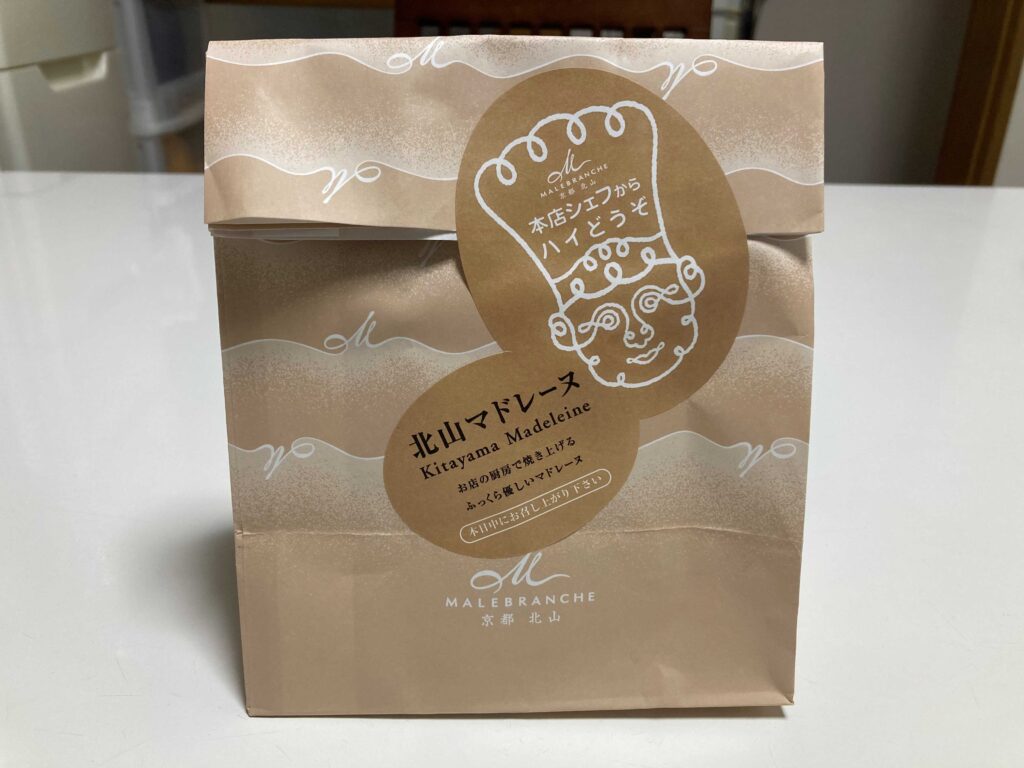 M
MALEBRANCHE
京都 北山
本店シェフから
ハイどうぞ
北山マドレーヌ
Kitayama Madeleine
お店の厨房で焼き上げる
ふっくら優しいマドレーヌ
本日中にお召し上がり下さい
M
MALEBRANCHE
京都 北山